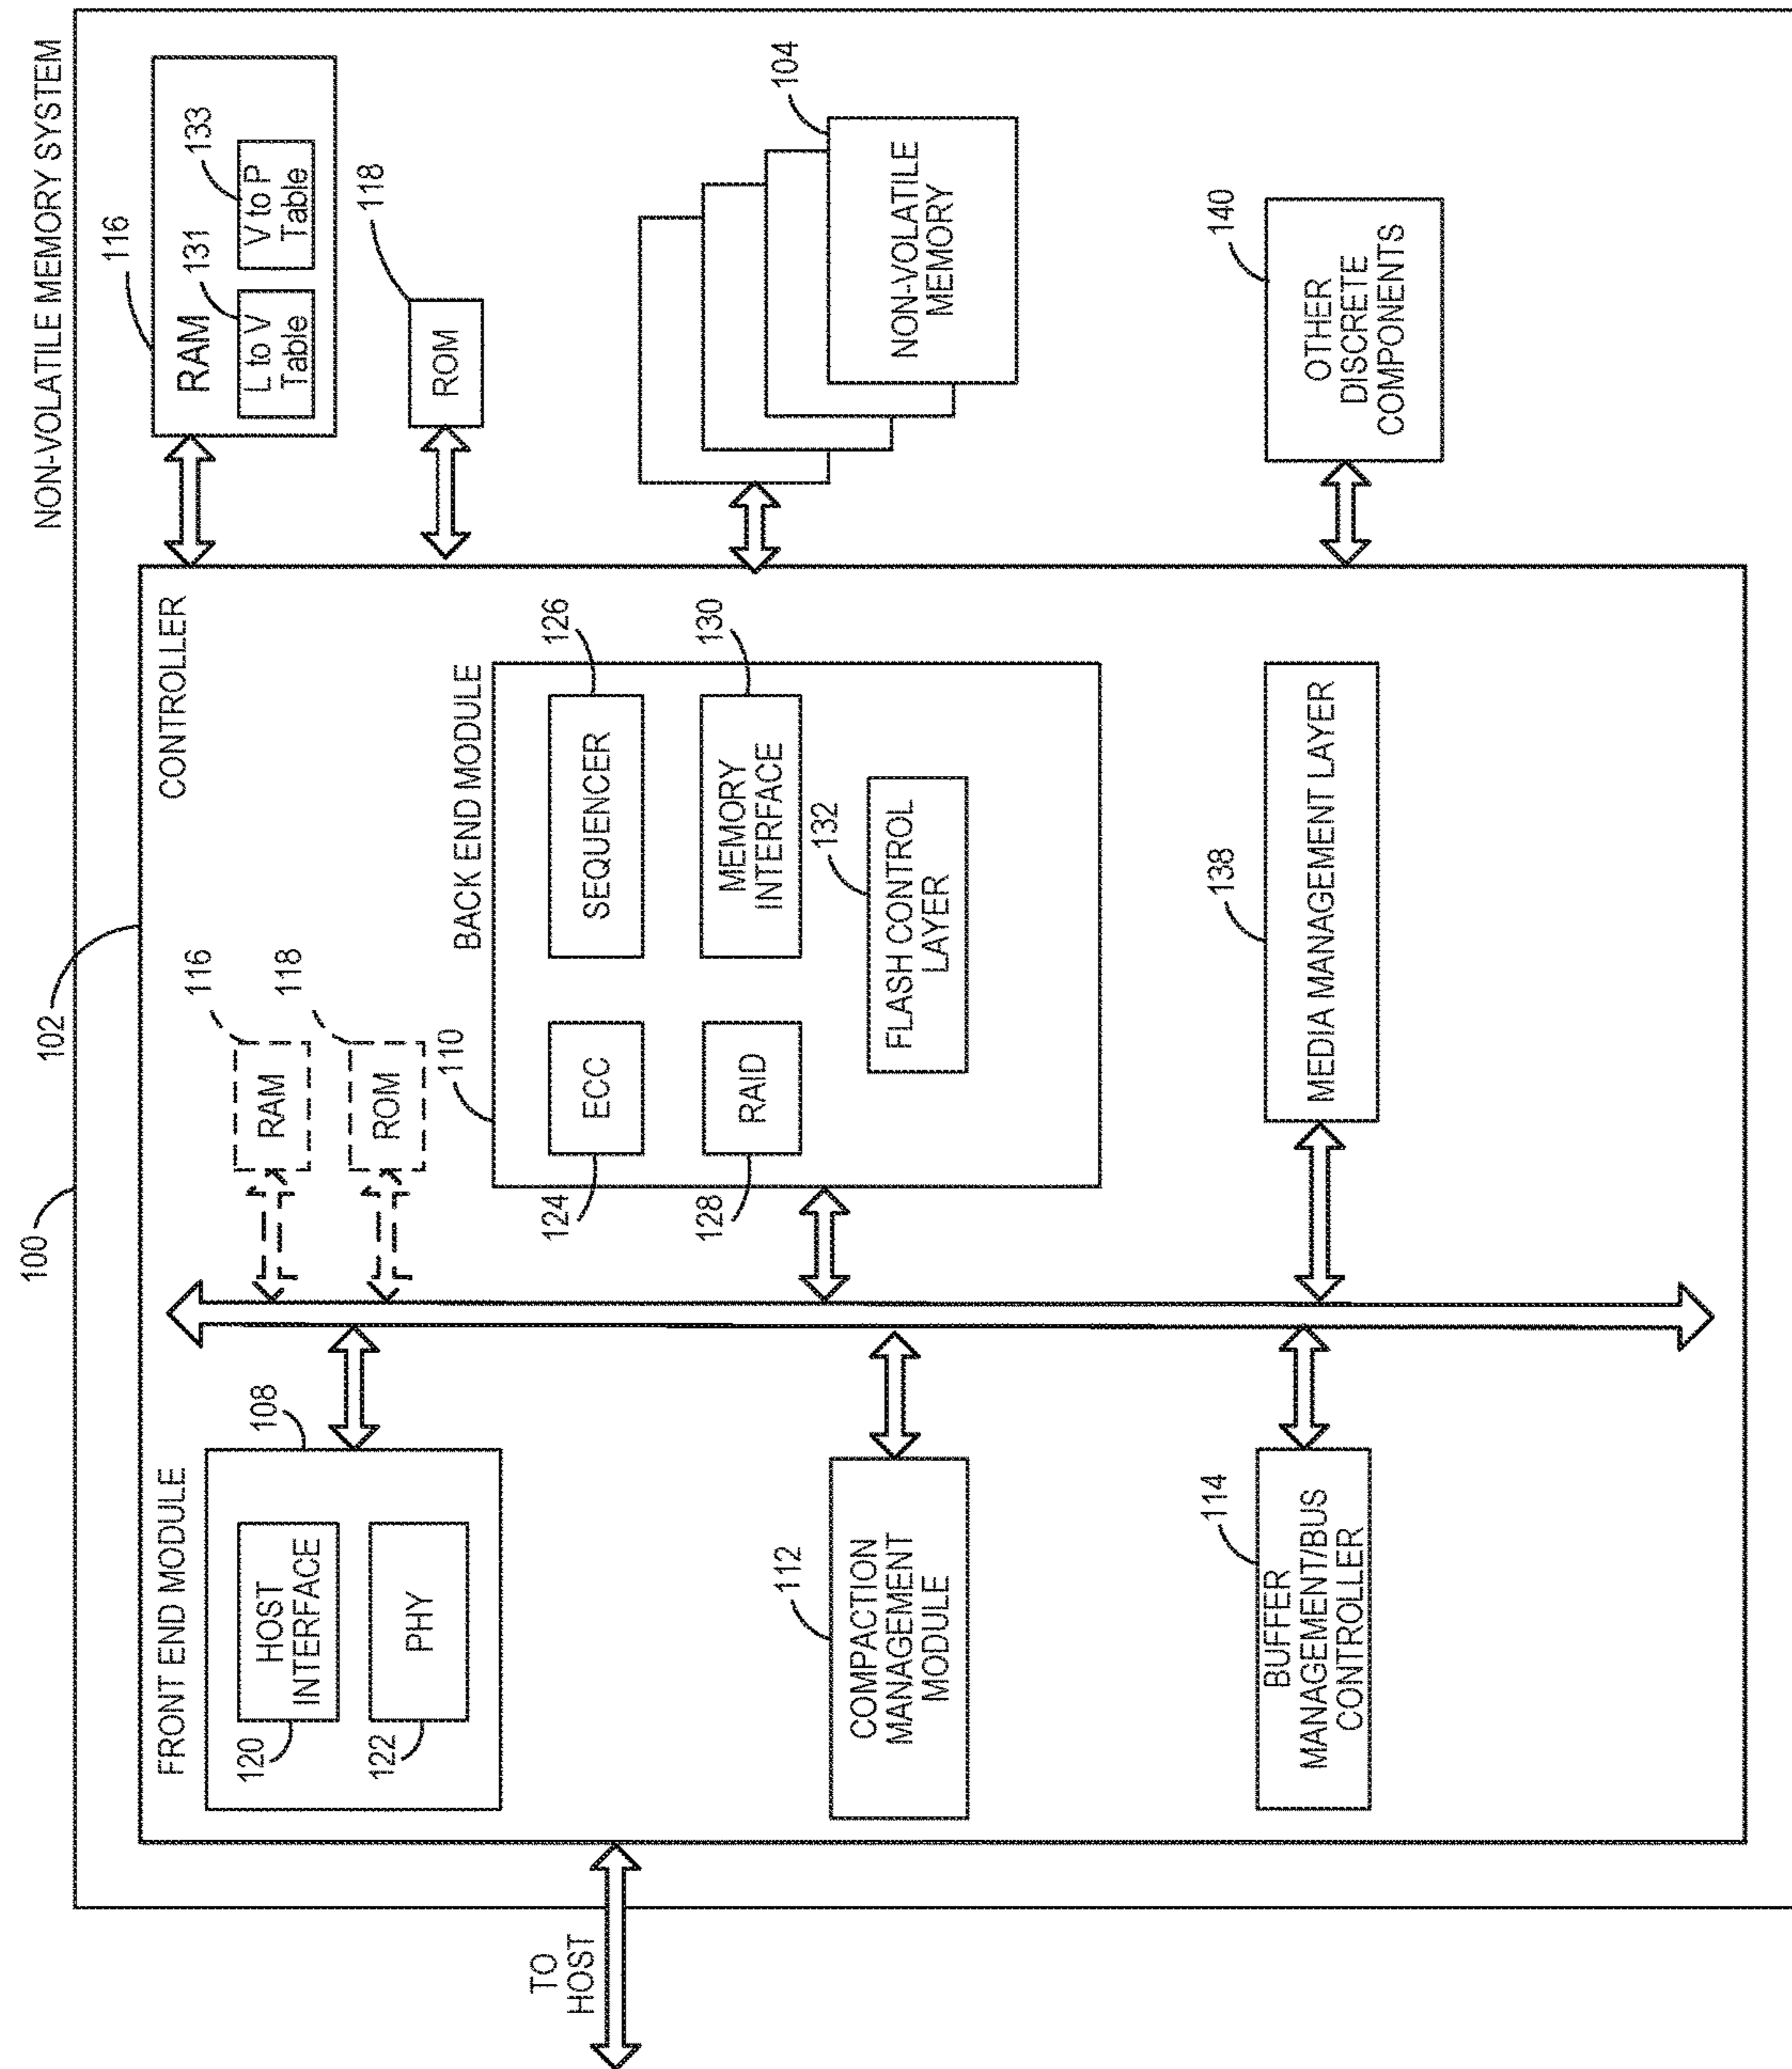 NON-VOLATILE MEMORY SYSTEM
100
102
CONTROLLER
TO
HOST
FRONT END MODULE
108
HOST
INTERFACE
120
PHY
122
COMPACTION
MANAGEMENT
MODULE
112
BUFFER
MANAGEMENT/BUS
CONTROLLER
114
116
RAM
118
ROM
BACK END MODULE
110
ECC
124
SEQUENCER
126
RAID
128
MEMORY
INTERFACE
130
FLASH CONTROL
LAYER
132
MEDIA MANAGEMENT LAYER
138
116
RAM
131
L to V
Table
133
V to P
Table
118
ROM
104
NON-VOLATILE
MEMORY
140
OTHER
DISCRETE
COMPONENTS